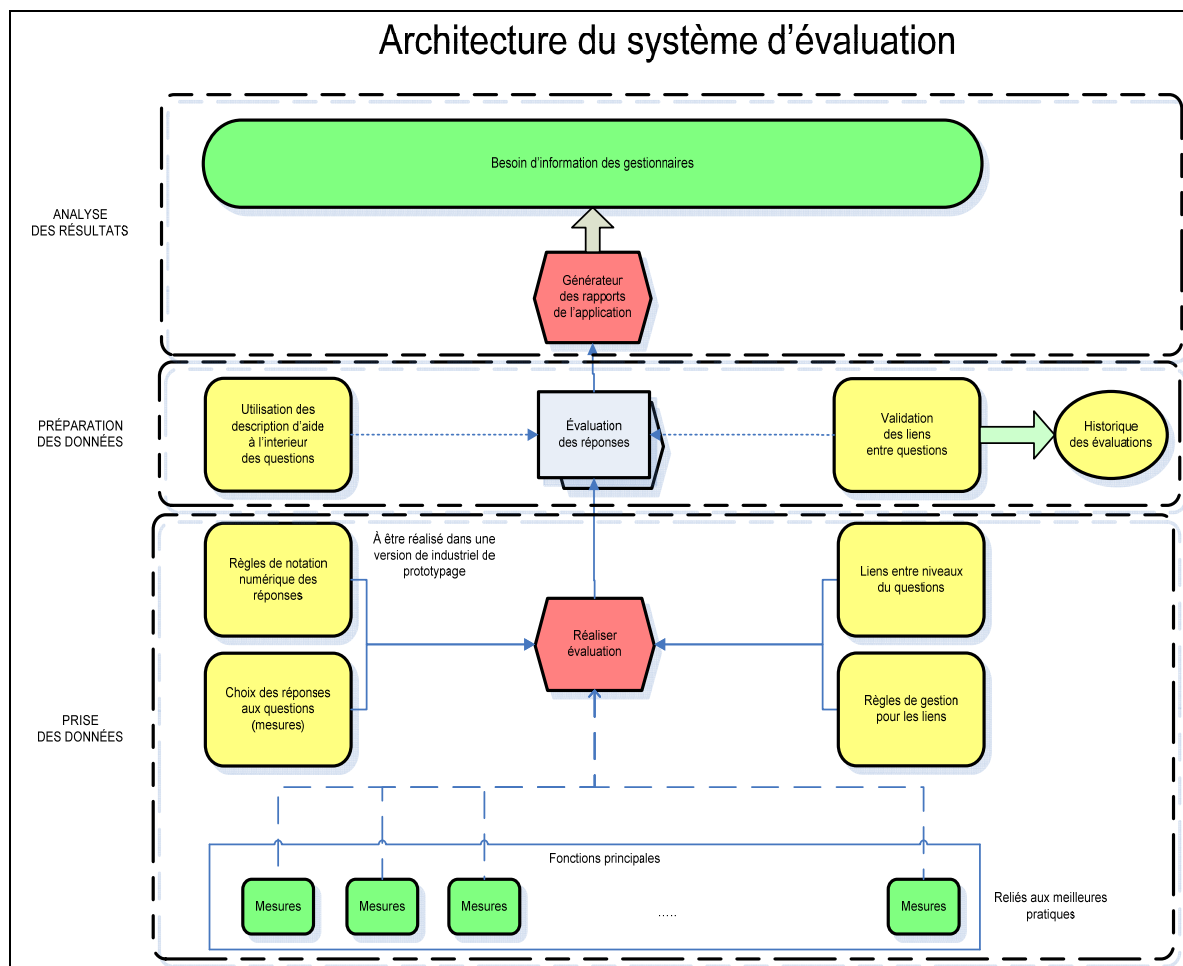 Architecture du système d'évaluation
Besoin d'information des gestionnaires
ANALYSE
DES RÉSULTATS
Générateur
des rapports
de l'application
PRÉPARATION
DES DONNÉES
Utilisation des
description d'aide
à l'interieur
des questions
Évaluation
des réponses
Validation
des liens
entre questions
Historique
des évaluations
Règles de notation
numérique des
réponses
À être réalisé dans une
version de industriel de
prototypage
Liens entre niveaux
du questions
Réaliser
évaluation
Choix des réponses
aux questions
(mesures)
Règles de gestion
pour les liens
PRISE
DES DONNÉES
Fonctions principales
Mesures
Mesures
Mesures
.....
Mesures
Reliés aux meilleures
pratiques